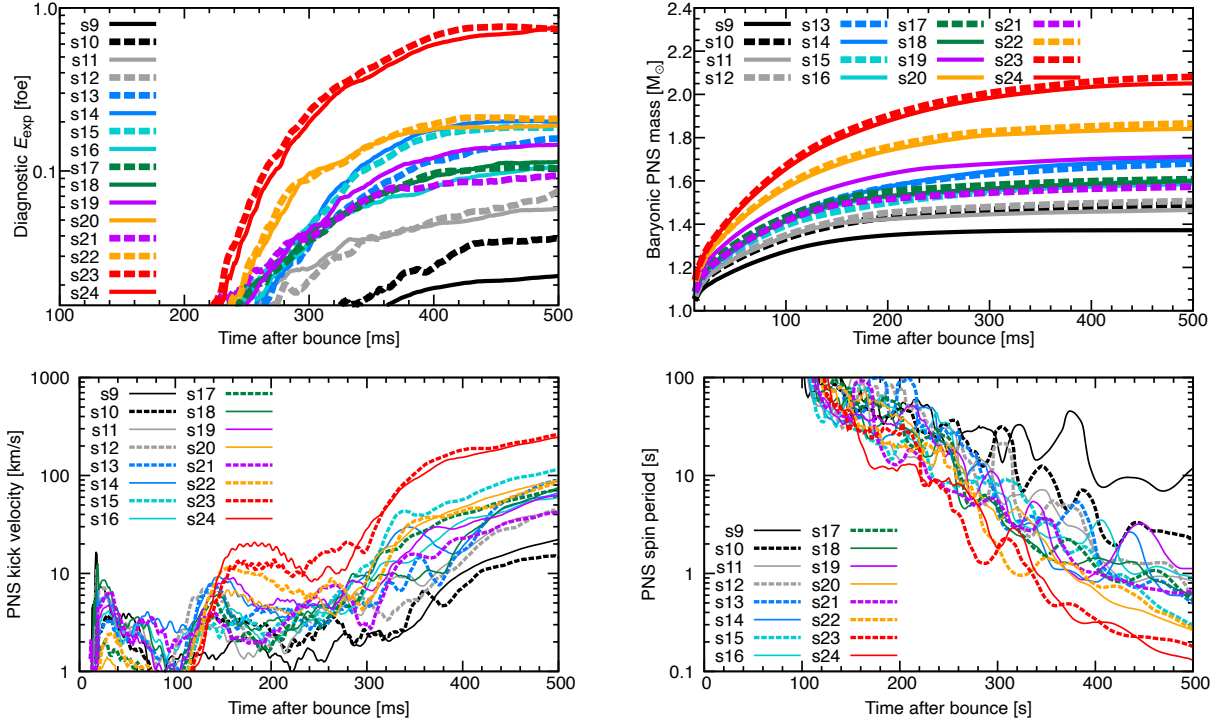 1.0
0.1
Diagnostic E_exp [foe]
s9
s10
s11
s12
s13
s14
s15
s16
s17
s18
s19
s20
s21
s22
s23
s24
100 200 300 400 500
Time after bounce [ms]
2.4
2.2
2.0
1.8
1.6
1.4
1.2
1.0
Baryonic PNS mass [M⊙]
s9 s13 s17 s21
s10 s14 s18 s22
s11 s15 s19 s23
s12 s16 s20 s24
0 100 200 300 400 500
Time after bounce [ms]
1000
100
10
1
PNS kick velocity [km/s]
s9 s17
s10 s18
s11 s19
s12 s20
s13 s21
s14 s22
s15 s23
s16 s24
0 100 200 300 400 500
Time after bounce [ms]
100
10
1
0.1
PNS spin period [s]
s9 s17
s10 s18
s11 s19
s12 s20
s13 s21
s14 s22
s15 s23
s16 s24
0 100 200 300 400 500
Time after bounce [s]